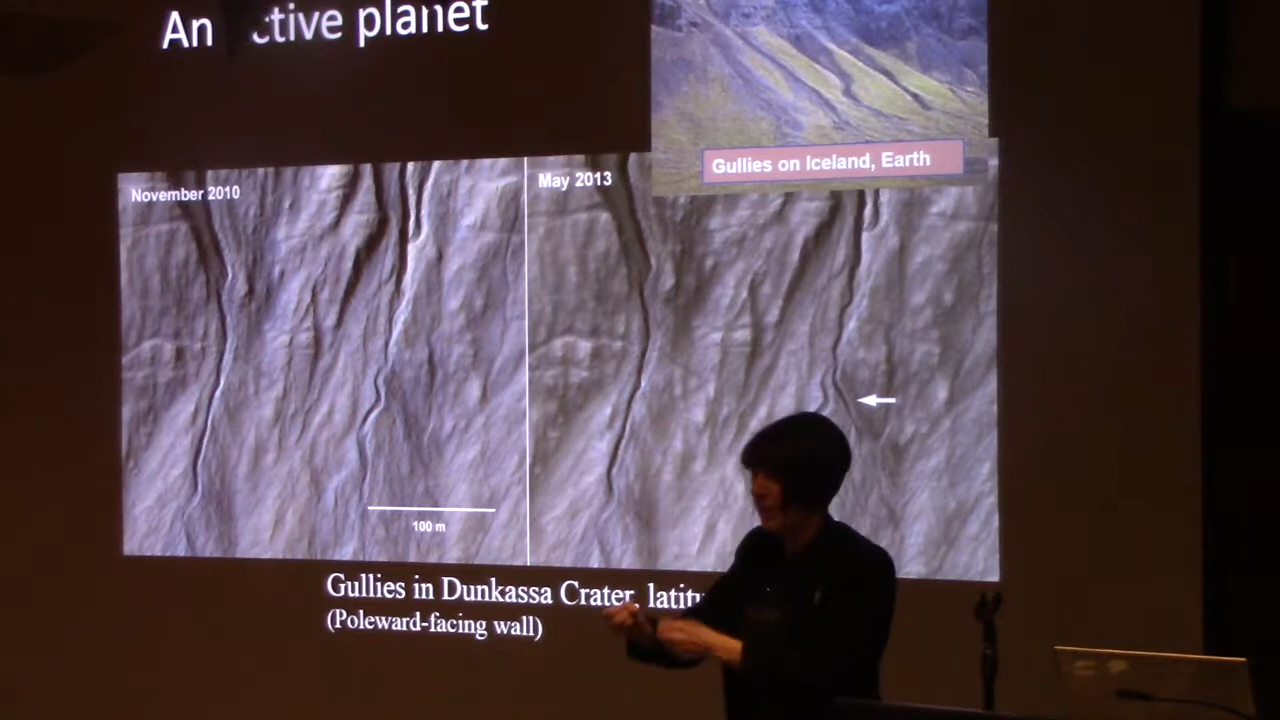 An ctive planet
Gullies on Iceland, Earth
November 2010
May 2013
100 m
Gullies in Dunkassa Crater, latitu
(Poleward-facing wall)